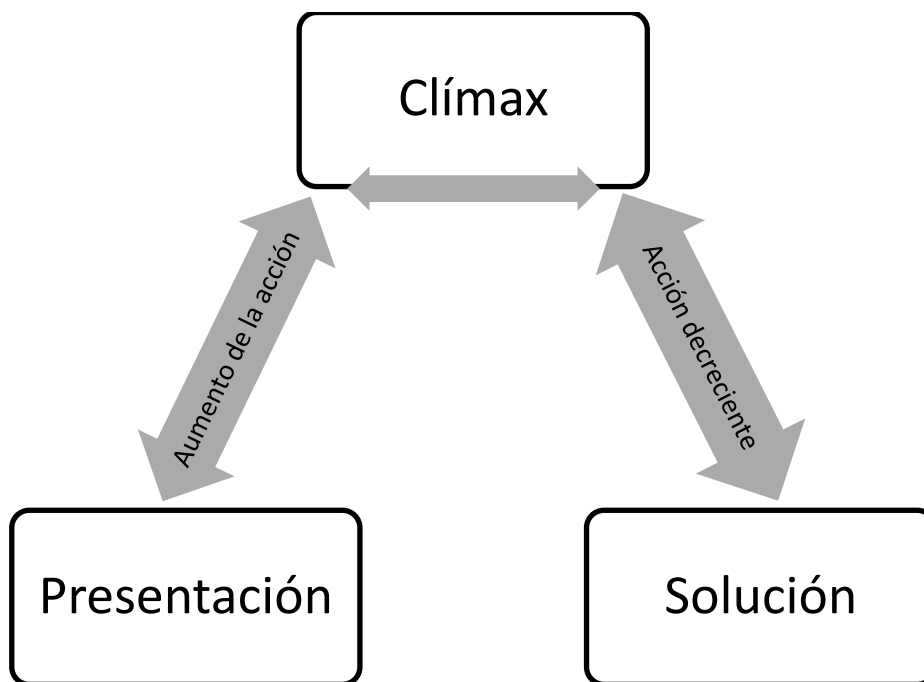 Clímax
Aumento de la acción
Acción decreciente
Presentación
Solución